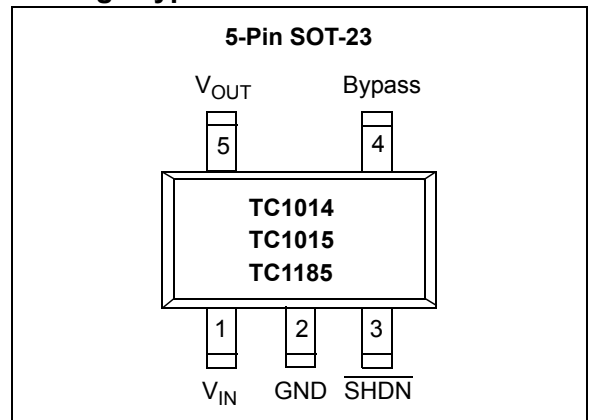 5-Pin SOT-23
VOUT Bypass
5 4
TC1014
TC1015
TC1185
1 2 3
VIN GND SHDN